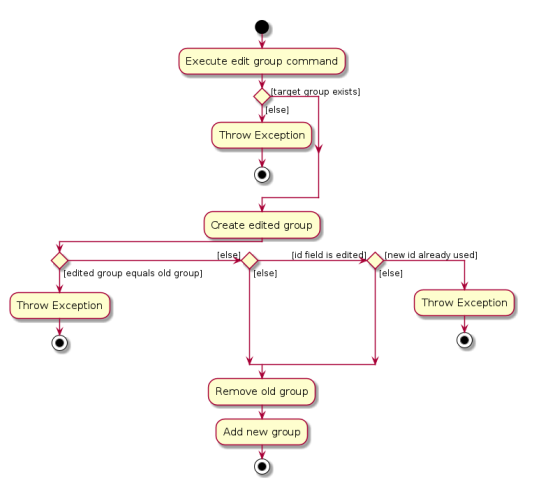 Execute edit group command
[target group exists]
[else]
Throw Exception
Create edited group
[else]
[id field is edited]
[new id already used]
[edited group equals old group]
[else]
[else]
Throw Exception
Throw Exception
Remove old group
Add new group